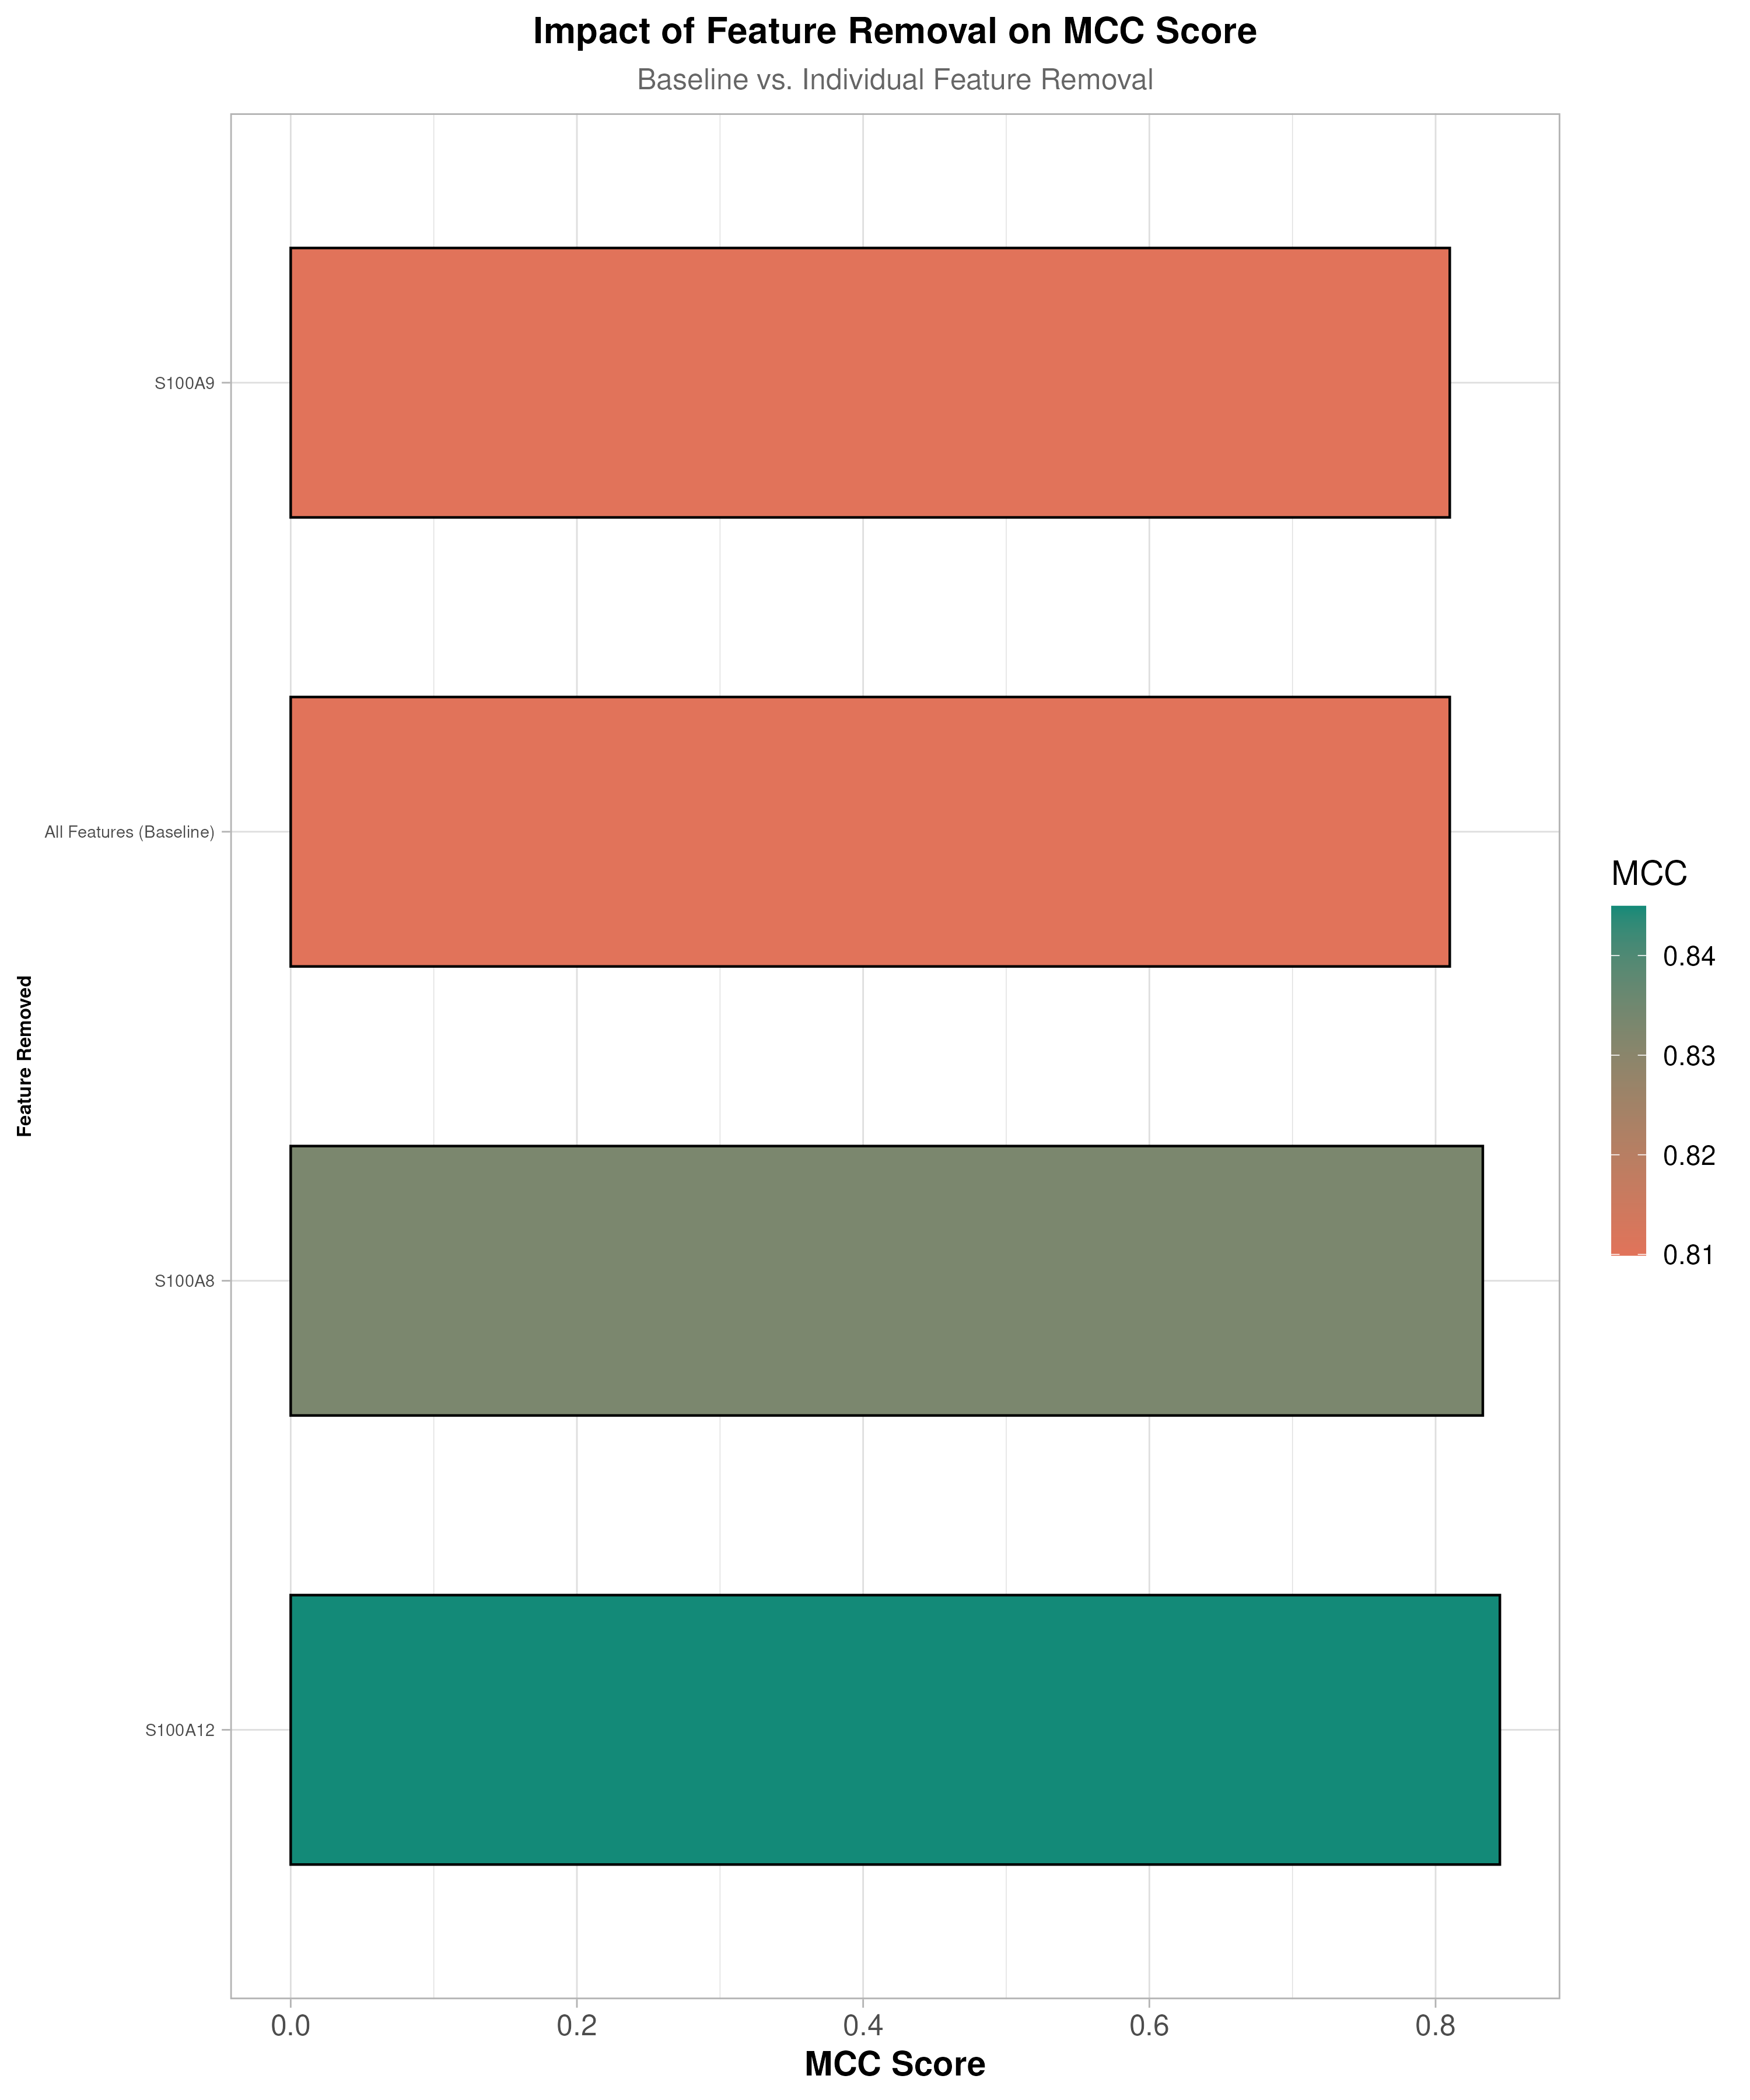 Impact of Feature Removal on MCC Score
Baseline vs. Individual Feature Removal
S100A9
All Features (Baseline)
S100A8
S100A12
Feature Removed
0.0
0.2
0.4
0.6
0.8
MCC Score
MCC
0.84
0.83
0.82
0.81